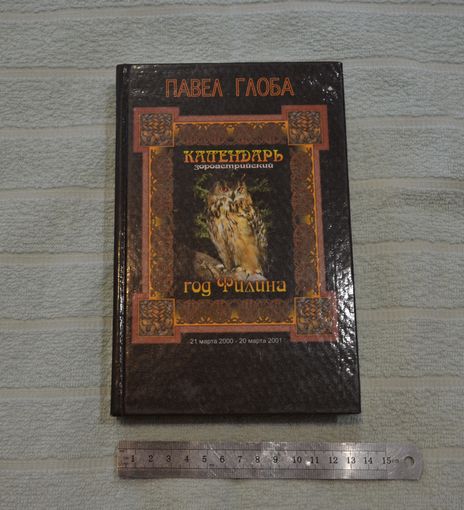 ПАВЕЛ ГЛОБА
КАЛЕНДАРЬ
зороастрийский
год Филина
21 марта 2000 - 20 марта 2001
1 2 3 4 5 6 7 8 9 10 11 12 13 14 15